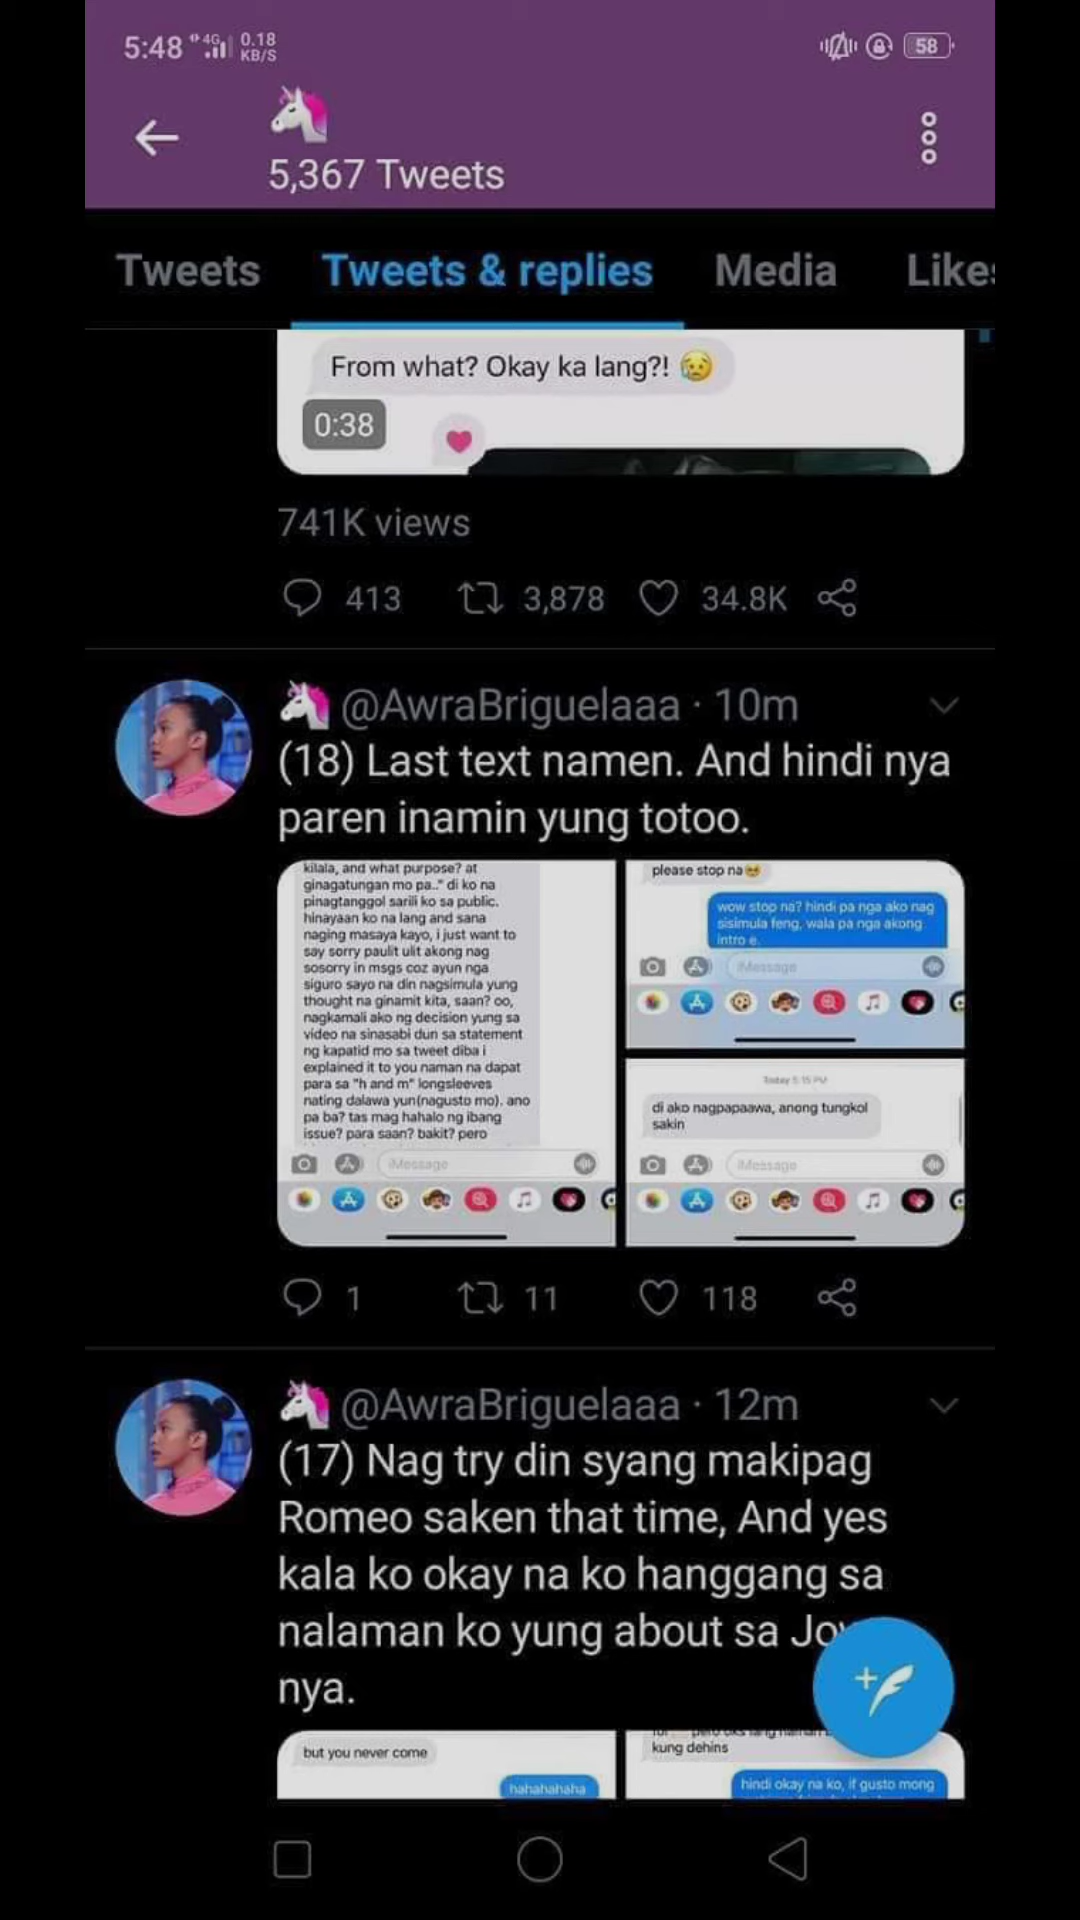 5:48 4G 0.18 KB/S 58
5,367 Tweets
Tweets Tweets & replies Media Likes
From what? Okay ka lang?! 😥
0:38
741K views
413 3,878 34.8K
🦄 @AwraBriguelaaa · 10m
(18) Last text namen. And hindi nya
paren inamin yung totoo.
kilala, and what purpose? at
ginagatungan mo pa.." di ko na
pinagtanggol sarili ko sa public.
hinayaan ko na lang and sana
naging masaya kayo, i just want to
say sorry paulit ulit akong nag
sosorry in msgs coz ayun nga
siguro sayo na din nagsimula yung
thought na ginamit kita, saan? oo,
nagkamali ako ng decision yung sa
video na sinasabi dun sa statement
ng kapatid mo sa tweet diba i
explained it to you naman na dapat
para sa "h and m" longsleeves
nating dalawa yun(nagusto mo). ano
pa ba? tas mag hahalo ng ibang
issue? para saan? bakit? pero
iMessage
please stop na🥺
wow stop na? hindi pa nga ako nag
sisimula feng, wala pa nga akong
intro e.
iMessage
Today 5:15 PM
di ako nagpapaawa, anong tungkol
sakin
iMessage
1 11 118
🦄 @AwraBriguelaaa · 12m
(17) Nag try din syang makipag
Romeo saken that time, And yes
kala ko okay na ko hanggang sa
nalaman ko yung about sa
nya.
but you never come
hahahahaha
kung dehins
hindi okay na ko, if gusto mong